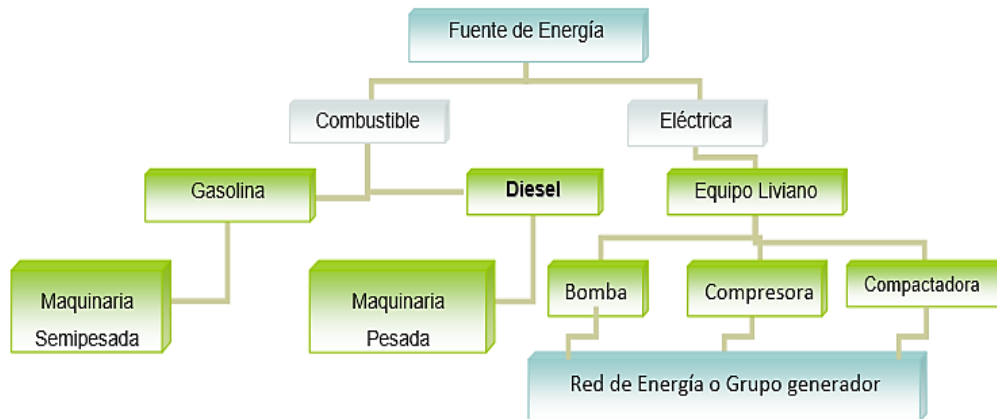 Fuente de Energía
Combustible
Eléctrica
Gasolina
Diesel
Equipo Liviano
Maquinaria
Semipesada
Maquinaria
Pesada
Bomba
Compresora
Compactadora
Red de Energía o Grupo generador